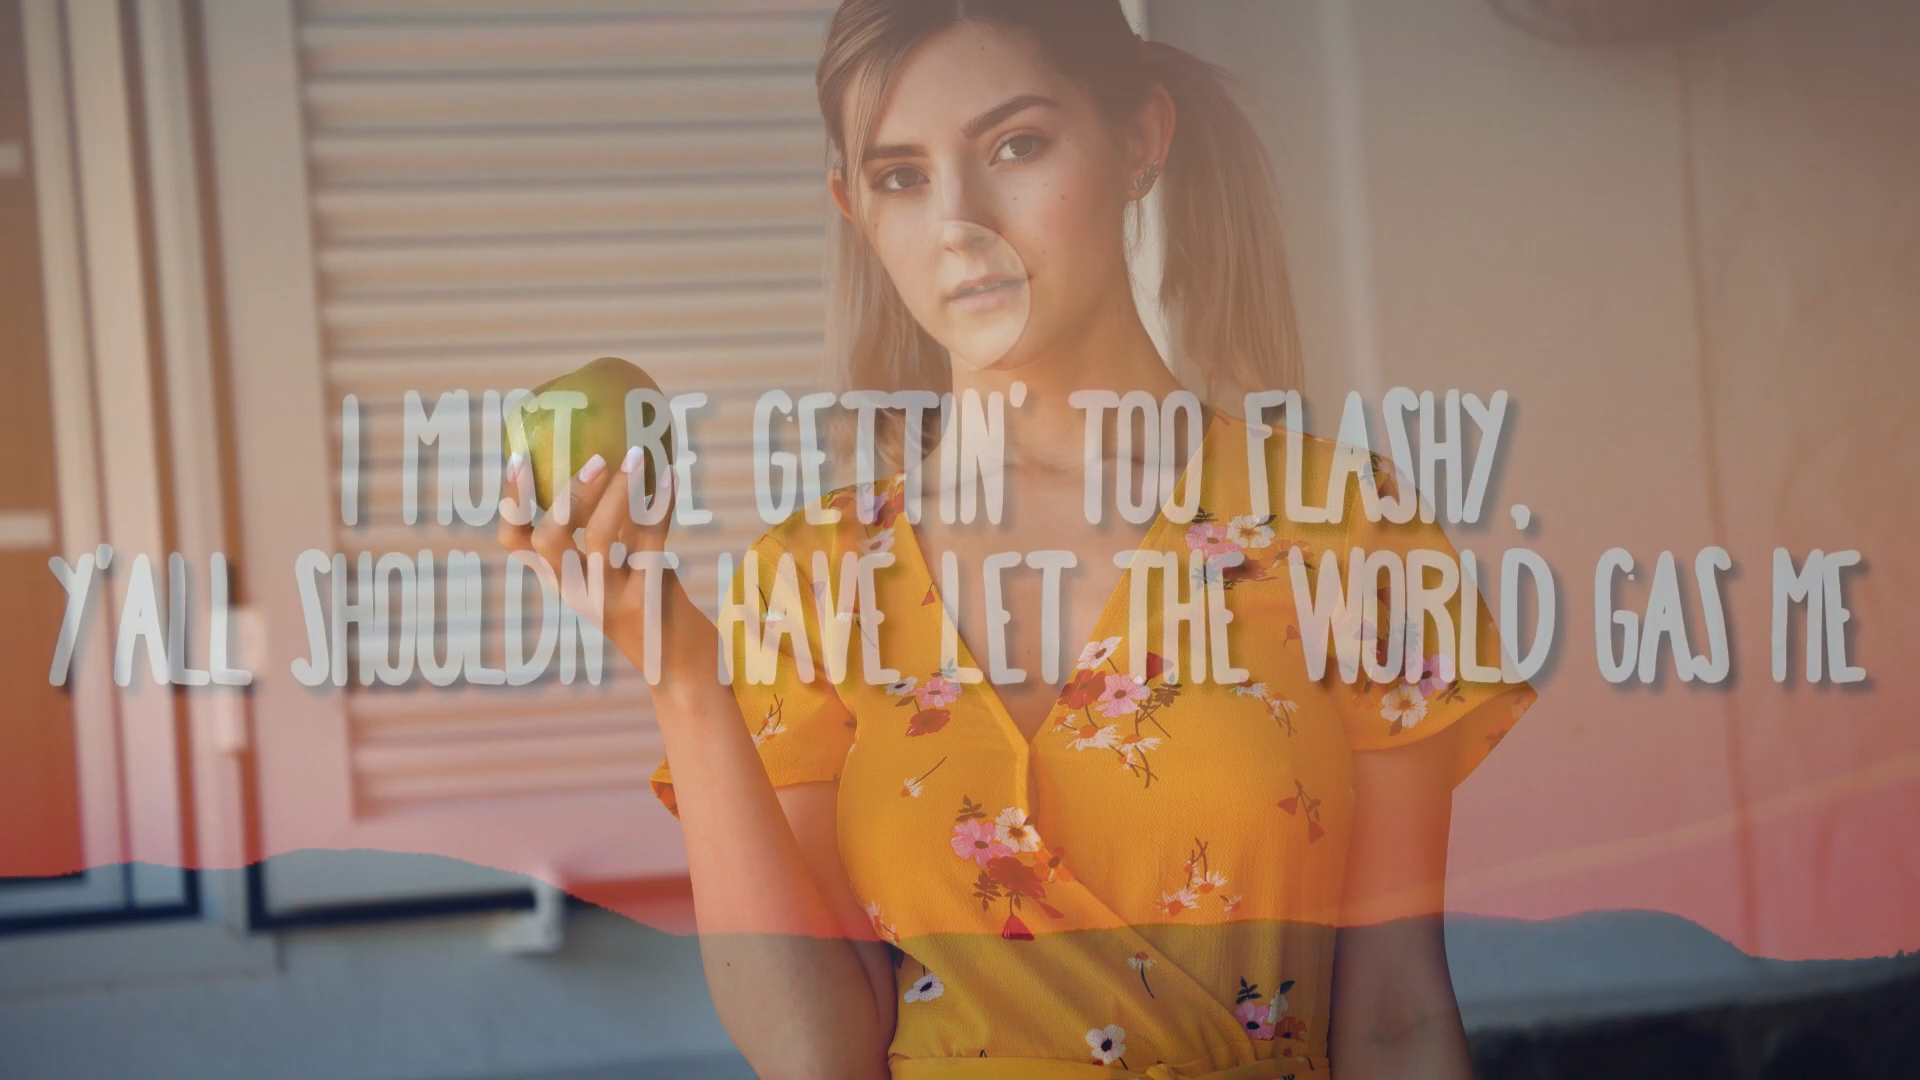 I MUST BE GETTIN' TOO FLASHY,
Y'ALL SHOULDN'T HAVE LET THE WORLD GAS ME